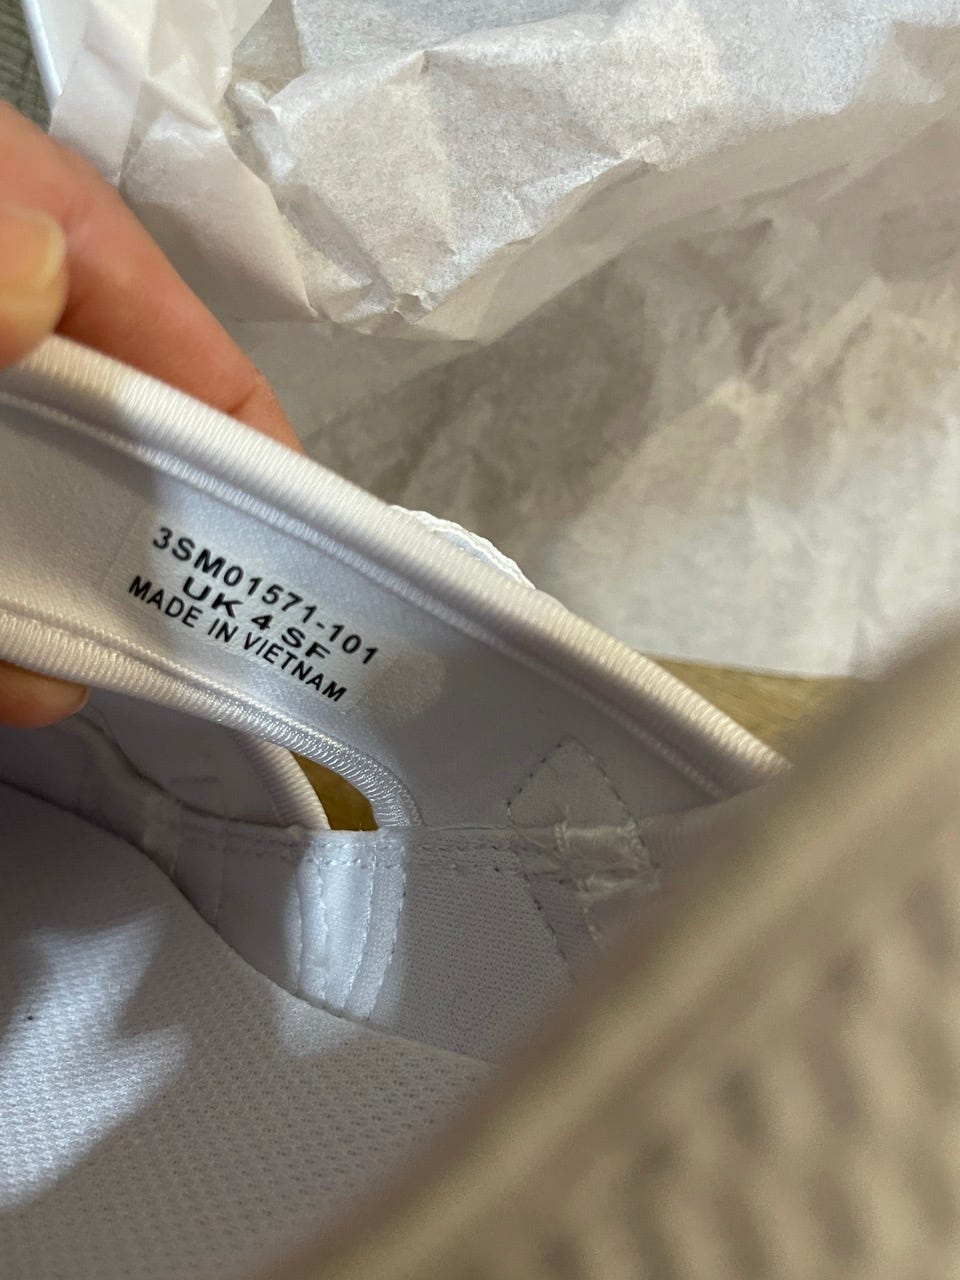 3SM01571-101
UK 4 SF
MADE IN VIETNAM